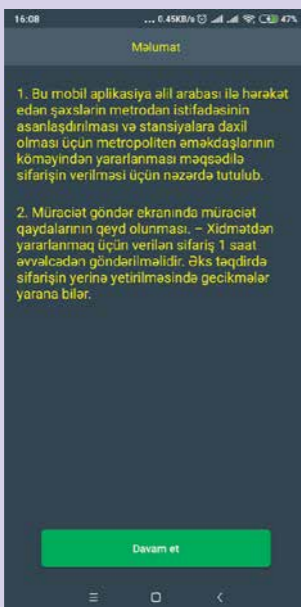 16:08
... 0.45KB/s 47%
Məlumat
1. Bu mobil aplikasiya əlil arabası ilə hərəkət
edən şəxslərin metrodan istifadəsinin
asanlaşdırılması və stansiyalara daxil
olması üçün metropoliten əməkdaşlarının
köməyindən yararlanması məqsədilə
sifarişin verilməsi üçün nəzərdə tutulub.
2. Müraciət göndər ekranında müraciət
qaydalarının qeyd olunması. – Xidmətdən
yararlanmaq üçün verilən sifariş 1 saat
əvvəlcədən göndərilməlidir. Əks təqdirdə
sifarişin yerinə yetirilməsində gecikmələr
yarana bilər.
Davam et